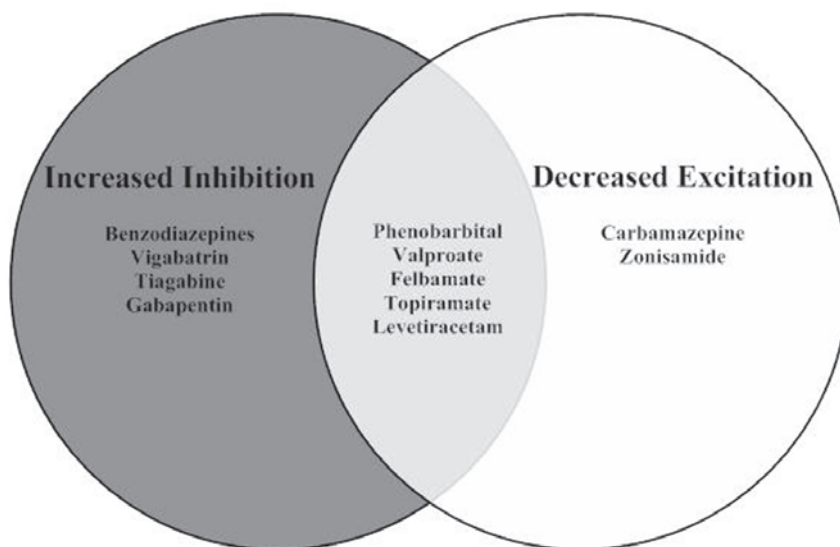 Increased Inhibition
Benzodiazepines
Vigabatrin
Tiagabine
Gabapentin
Phenobarbital
Valproate
Felbamate
Topiramate
Levetiracetam
Decreased Excitation
Carbamazepine
Zonisamide